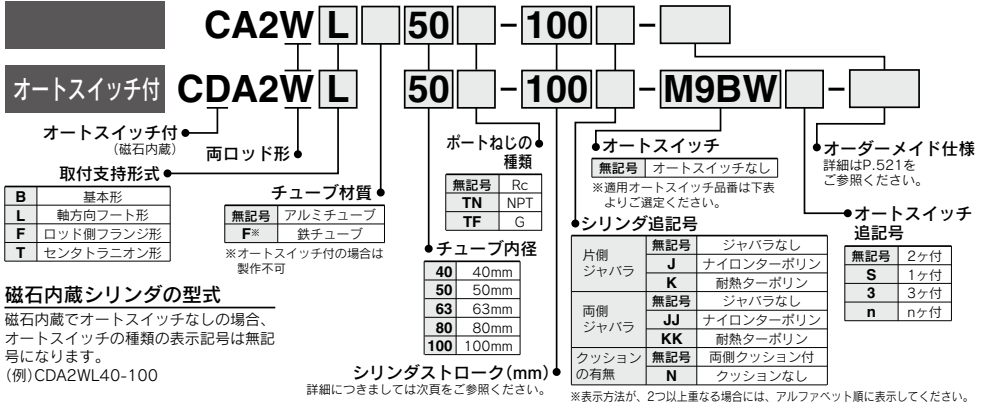 CA2W L 50 - 100 -
オートスイッチ付 CDA2W L 50 - 100 - M9BW -
オートスイッチ付
(磁石内蔵)
両ロッド形
取付支持形式
B 基本形
L 軸方向フート形
F ロッド側フランジ形
T センタトラニオン形
チューブ材質
無記号 アルミチューブ
F※ 鉄チューブ
※オートスイッチ付の場合は
製作不可
磁石内蔵シリンダの型式
磁石内蔵でオートスイッチなしの場合、
オートスイッチの種類の表示記号は無記
号になります。
(例)CDA2WL40-100
ポートねじの
種類
無記号 Rc
TN NPT
TF G
チューブ内径
40 40mm
50 50mm
63 63mm
80 80mm
100 100mm
シリンダストローク(mm)
詳細につきましては次頁をご参照ください。
オートスイッチ
無記号 オートスイッチなし
※適用オートスイッチ品番は下表
よりご選定ください。
シリンダ追記号
片側
ジャバラ
無記号 ジャバラなし
J ナイロンターポリン
K 耐熱ターポリン
両側
ジャバラ
無記号 ジャバラなし
JJ ナイロンターポリン
KK 耐熱ターポリン
クッション
の有無
無記号 両側クッション付
N クッションなし
※表示方法が、2つ以上重なる場合には、アルファベット順に表示してください。
オーダーメイド仕様
詳細はP.521を
ご参照ください。
オートスイッチ
追記号
無記号 2ヶ付
S 1ヶ付
3 3ヶ付
n nヶ付